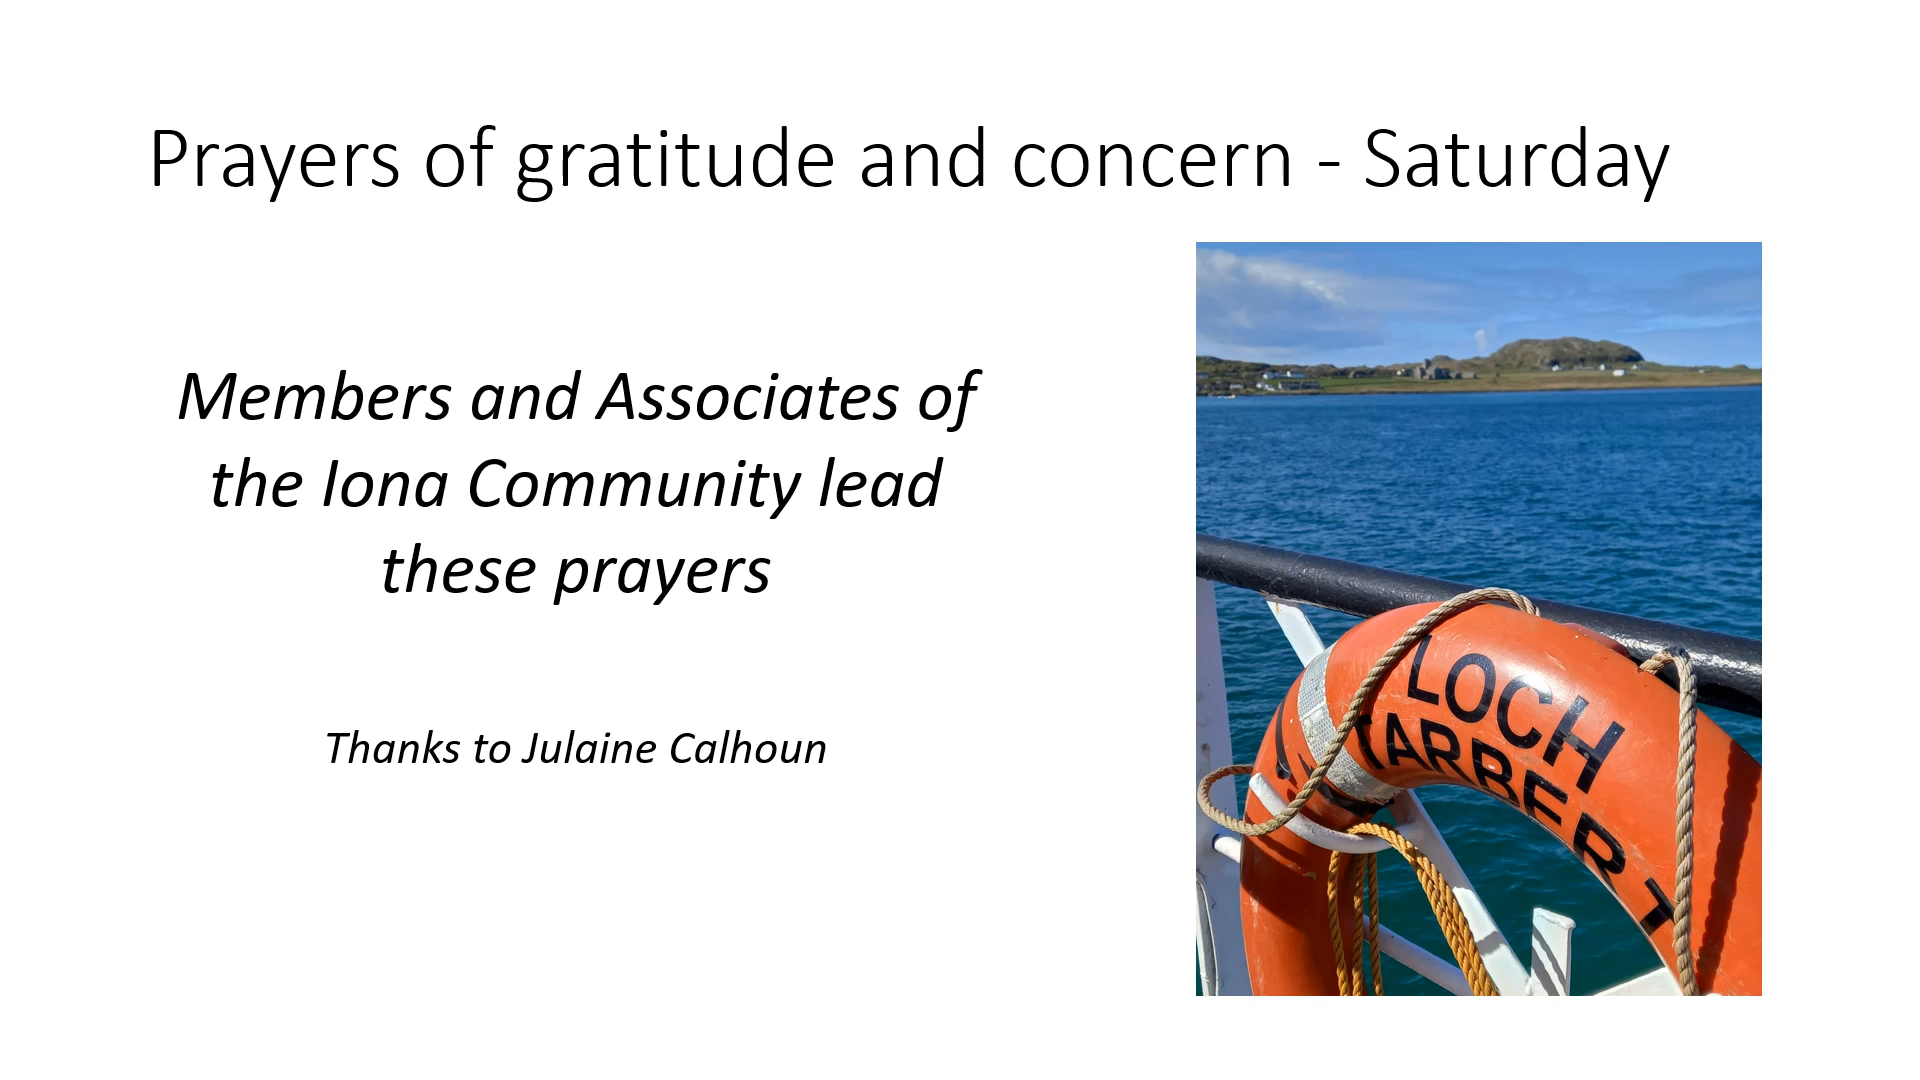 Prayers of gratitude and concern - Saturday
Members and Associates of
the Iona Community lead
these prayers
Thanks to Julaine Calhoun
LOCH
TARBERT